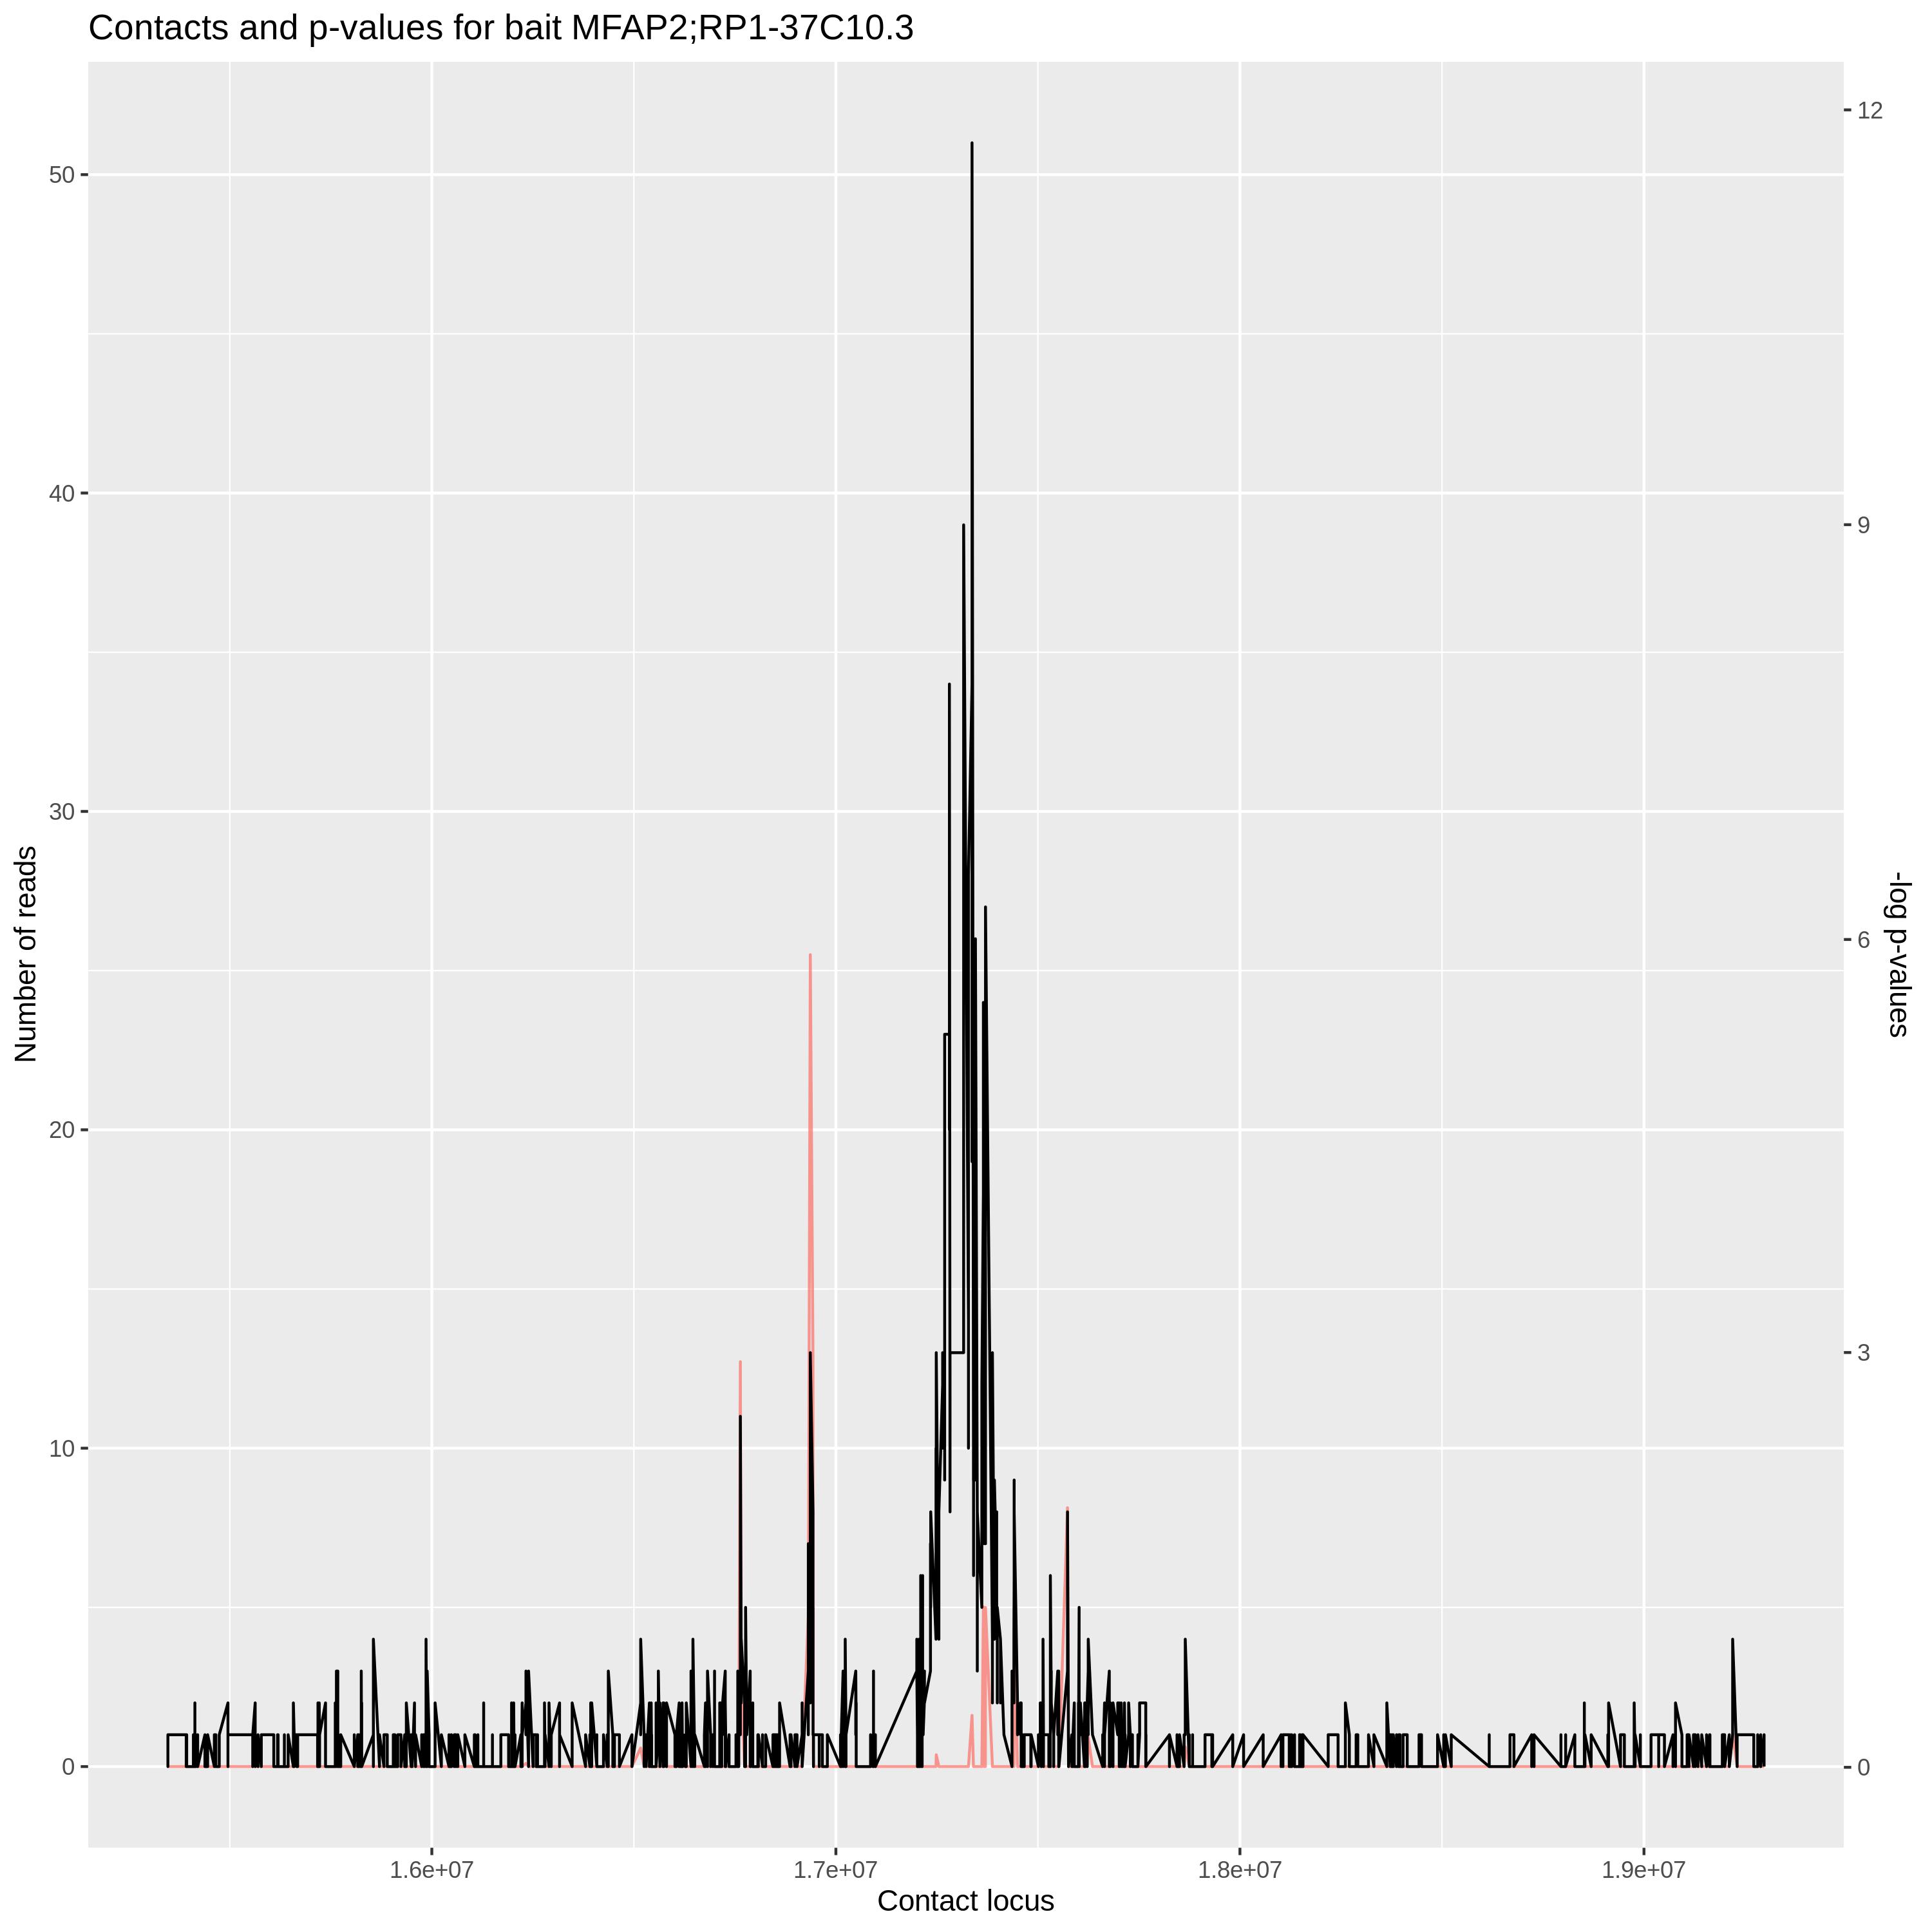 Contacts and p-values for bait MFAP2;RP1-37C10.3
12
50
40
9
30
Number of reads
6
-log p-values
20
3
10
0
0
1.6e+07
1.7e+07
1.8e+07
1.9e+07
Contact locus